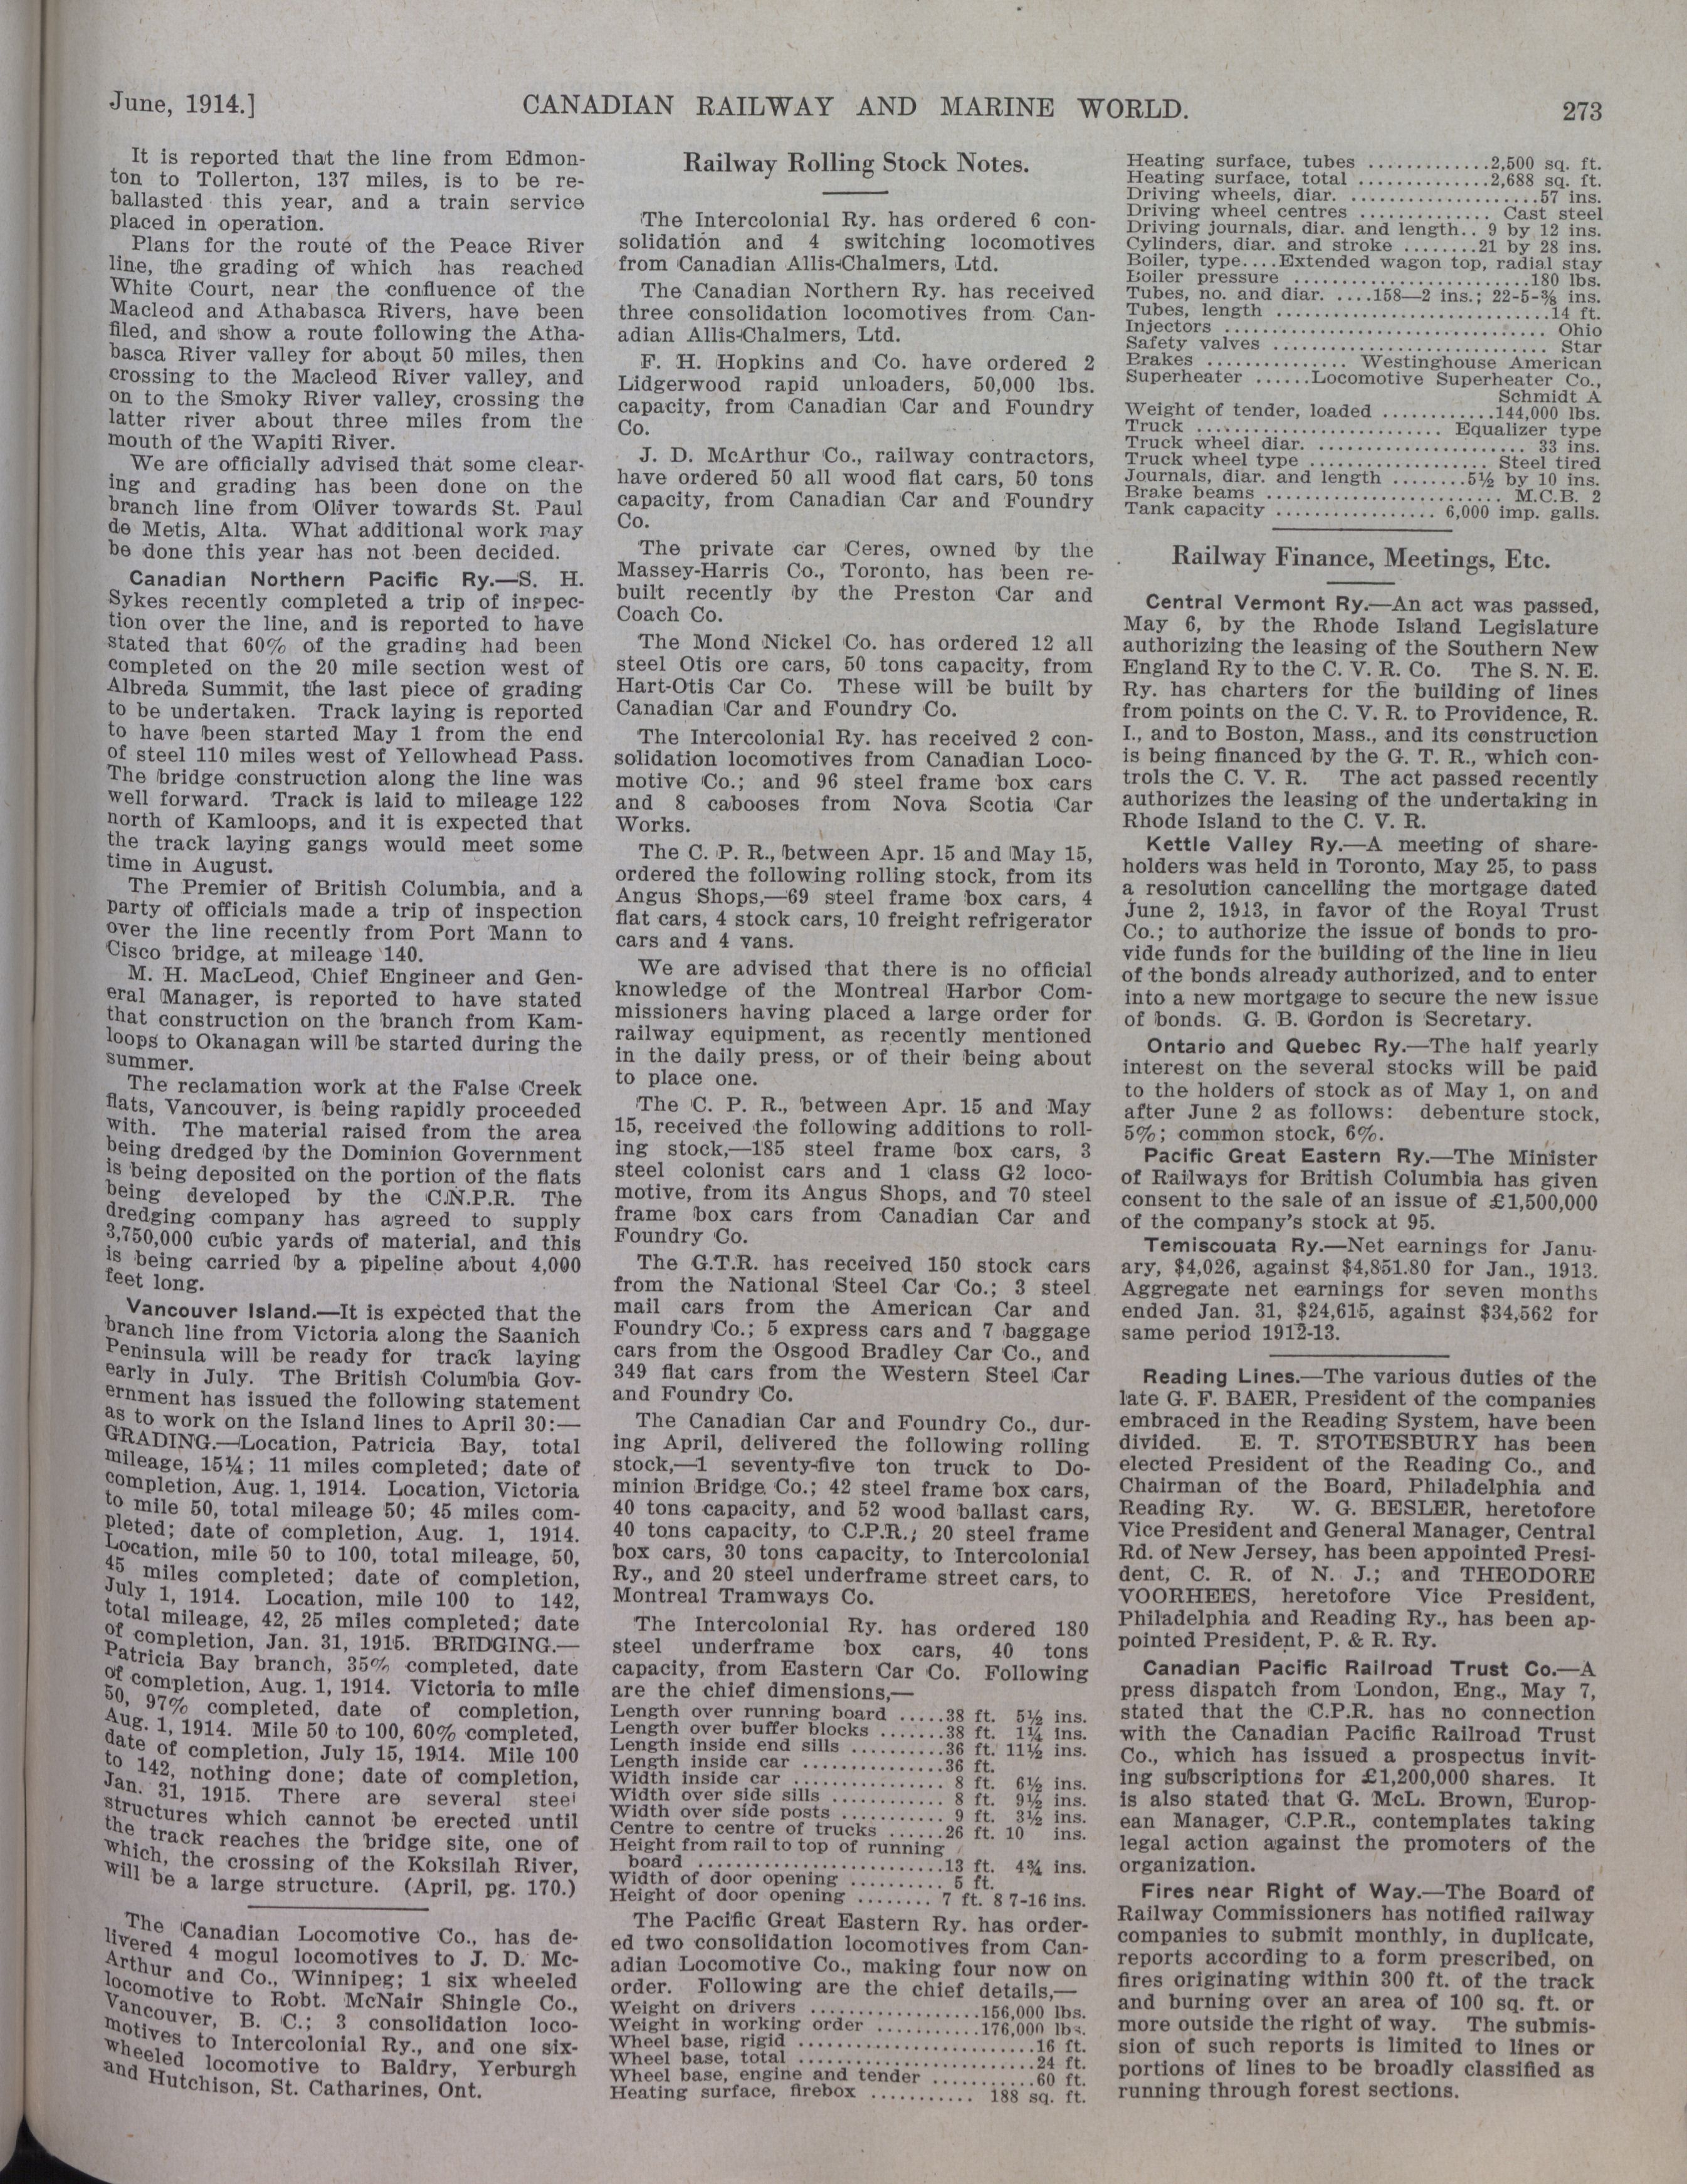 June, 1914.]
CANADIAN RAILWAY AND MARINE WORLD.
273
It is reported that the line from Edmon-
ton to Tollerton, 137 miles, is to be re-
ballasted this year, and a train service
placed in operation.
Plans for the route of the Peace River
line, the grading of which has reached
White Court, near the confluence of the
Macleod and Athabasca Rivers, have been
filed, and show a route following the Atha-
basca River valley for about 50 miles, then
crossing to the Macleod River valley, and
on to the Smoky River valley, crossing the
latter river about three miles from the
mouth of the Wapiti River.
We are officially advised that some clear-
ing and grading has been done on the
branch line from Oliver towards St. Paul
de Metis, Alta. What additional work may
be done this year has not been decided.
Canadian Northern Pacific Ry.—S. H.
Sykes recently completed a trip of inspec-
tion over the line, and is reported to have
stated that 60% of the grading had been
completed on the 20 mile section west of
Albreda Summit, the last piece of grading
to be undertaken. Track laying is reported
to have been started May 1 from the end
of steel 110 miles west of Yellowhead Pass.
The bridge construction along the line was
well forward. Track is laid to mileage 122
north of Kamloops, and it is expected that
the track laying gangs would meet some
time in August.
The Premier of British Columbia, and a
party of officials made a trip of inspection
over the line recently from Port Mann to
Cisco bridge, at mileage 140.
M. H. MacLeod, Chief Engineer and Gen-
eral Manager, is reported to have stated
that construction on the branch from Kam-
loops to Okanagan will be started during the
summer.
The reclamation work at the False Creek
flats, Vancouver, is being rapidly proceeded
with. The material raised from the area
being dredged by the Dominion Government
is being deposited on the portion of the flats
being developed by the C.N.P.R. The
dredging company has agreed to supply
3,750,000 cubic yards of material, and this
is being carried by a pipeline about 4,000
feet long.
Vancouver Island.—It is expected that the
branch line from Victoria along the Saanich
Peninsula will be ready for track laying
early in July. The British Columbia Gov-
ernment has issued the following statement
as to work on the Island lines to April 30:—
GRADING.—Location, Patricia Bay, total
mileage, 15¼; 11 miles completed; date of
completion, Aug. 1, 1914. Location, Victoria
to mile 50, total mileage 50; 45 miles com-
pleted; date of completion, Aug. 1, 1914.
Location, mile 50 to 100, total mileage, 50,
45 miles completed; date of completion,
July 1, 1914. Location, mile 100 to 142,
total mileage, 42, 25 miles completed; date
of completion, Jan. 31, 1915. BRIDGING.—
Patricia Bay branch, 35% completed, date
of completion, Aug. 1, 1914. Victoria to mile
50, 97% completed, date of completion,
Aug. 1, 1914. Mile 50 to 100, 60% completed,
date of completion, July 15, 1914. Mile 100
to 142, nothing done; date of completion,
Jan. 31, 1915. There are several steel
structures which cannot be erected until
the track reaches the bridge site, one of
which, the crossing of the Koksilah River,
will be a large structure. (April, pg. 170.)
The Canadian Locomotive Co., has de-
livered 4 mogul locomotives to J. D. Mc-
Arthur and Co., Winnipeg; 1 six wheeled
locomotive to Robt. McNair Shingle Co.,
Vancouver, B. C.; 3 consolidation loco-
motives to Intercolonial Ry., and one six-
wheeled locomotive to Baldry, Yerburgh
and Hutchison, St. Catharines, Ont.
Railway Rolling Stock Notes.
The Intercolonial Ry. has ordered 6 con-
solidation and 4 switching locomotives
from Canadian Allis-Chalmers, Ltd.
The Canadian Northern Ry. has received
three consolidation locomotives from Can-
adian Allis-Chalmers, Ltd.
F. H. Hopkins and Co. have ordered 2
Lidgerwood rapid unloaders, 50,000 lbs.
capacity, from Canadian Car and Foundry
Co.
J. D. McArthur Co., railway contractors,
have ordered 50 all wood flat cars, 50 tons
capacity, from Canadian Car and Foundry
Co.
The private car Ceres, owned by the
Massey-Harris Co., Toronto, has been re-
built recently by the Preston Car and
Coach Co.
The Mond Nickel Co. has ordered 12 all
steel Otis ore cars, 50 tons capacity, from
Hart-Otis Car Co. These will be built by
Canadian Car and Foundry Co.
The Intercolonial Ry. has received 2 con-
solidation locomotives from Canadian Loco-
motive Co.; and 96 steel frame box cars
and 8 cabooses from Nova Scotia Car
Works.
The C. P. R., between Apr. 15 and May 15,
ordered the following rolling stock, from its
Angus Shops,—69 steel frame box cars, 4
flat cars, 4 stock cars, 10 freight refrigerator
cars and 4 vans.
We are advised that there is no official
knowledge of the Montreal Harbor Com-
missioners having placed a large order for
railway equipment, as recently mentioned
in the daily press, or of their being about
to place one.
The C. P. R., between Apr. 15 and May
15, received the following additions to roll-
ing stock,—185 steel frame box cars, 3
steel colonist cars and 1 class G2 loco-
motive, from its Angus Shops, and 70 steel
frame box cars from Canadian Car and
Foundry Co.
The G.T.R. has received 150 stock cars
from the National Steel Car Co.; 3 steel
mail cars from the American Car and
Foundry Co.; 5 express cars and 7 baggage
cars from the Osgood Bradley Car Co., and
349 flat cars from the Western Steel Car
and Foundry Co.
The Canadian Car and Foundry Co., dur-
ing April, delivered the following rolling
stock,—1 seventy-five ton truck to Do-
minion Bridge Co.; 42 steel frame box cars,
40 tons capacity, and 52 wood ballast cars,
40 tons capacity, to C.P.R.; 20 steel frame
box cars, 30 tons capacity, to Intercolonial
Ry., and 20 steel underframe street cars, to
Montreal Tramways Co.
The Intercolonial Ry. has ordered 180
steel underframe box cars, 40 tons
capacity, from Eastern Car Co. Following
are the chief dimensions,—
Length over running board .....38 ft. 5½ ins.
Length over buffer blocks .......38 ft. 1¼ ins.
Length inside end sills ..........36 ft. 11½ ins.
Length inside car ...............36 ft.
Width inside car ................ 8 ft. 6½ ins.
Width over side sills ............ 8 ft. 9½ ins.
Width over side posts ........... 9 ft. 3½ ins.
Centre to centre of trucks ......26 ft. 10 ins.
Height from rail to top of running
board ..........................13 ft. 4¾ ins.
Width of door opening .......... 5 ft.
Height of door opening ........ 7 ft. 8 7-16 ins.
The Pacific Great Eastern Ry. has order-
ed two consolidation locomotives from Can-
adian Locomotive Co., making four now on
order. Following are the chief details,—
Weight on drivers ..................156,000 lbs.
Weight in working order ...........176,000 lbs.
Wheel base, rigid .........................16 ft.
Wheel base, total .........................24 ft.
Wheel base, engine and tender ...........60 ft.
Heating surface, firebox ........... 188 sq. ft.
Heating surface, tubes .............2,500 sq. ft.
Heating surface, total ..............2,688 sq. ft.
Driving wheels, diar. ....................57 ins.
Driving wheel centres .............. Cast steel
Driving journals, diar. and length.. 9 by 12 ins.
Cylinders, diar. and stroke ........21 by 28 ins.
Boiler, type....Extended wagon top, radial stay
Boiler pressure .........................180 lbs.
Tubes, no. and diar. ....158—2 ins.; 22-5-⅜ ins.
Tubes, length .............................14 ft.
Injectors .................................. Ohio
Safety valves ............................. Star
Brakes ............... Westinghouse American
Superheater ......Locomotive Superheater Co.,
Schmidt A
Weight of tender, loaded ............144,000 lbs.
Truck .......................... Equalizer type
Truck wheel diar. ...................... 33 ins.
Truck wheel type ................... Steel tired
Journals, diar. and length ........5½ by 10 ins.
Brake beams ......................... M.C.B. 2
Tank capacity ................. 6,000 imp. galls.
Railway Finance, Meetings, Etc.
Central Vermont Ry.—An act was passed,
May 6, by the Rhode Island Legislature
authorizing the leasing of the Southern New
England Ry to the C. V. R. Co. The S. N. E.
Ry. has charters for the building of lines
from points on the C. V. R. to Providence, R.
I., and to Boston, Mass., and its construction
is being financed by the G. T. R., which con-
trols the C. V. R. The act passed recently
authorizes the leasing of the undertaking in
Rhode Island to the C. V. R.
Kettle Valley Ry.—A meeting of share-
holders was held in Toronto, May 25, to pass
a resolution cancelling the mortgage dated
June 2, 1913, in favor of the Royal Trust
Co.; to authorize the issue of bonds to pro-
vide funds for the building of the line in lieu
of the bonds already authorized, and to enter
into a new mortgage to secure the new issue
of bonds. G. B. Gordon is Secretary.
Ontario and Quebec Ry.—The half yearly
interest on the several stocks will be paid
to the holders of stock as of May 1, on and
after June 2 as follows: debenture stock,
5%; common stock, 6%.
Pacific Great Eastern Ry.—The Minister
of Railways for British Columbia has given
consent to the sale of an issue of £1,500,000
of the company's stock at 95.
Temiscouata Ry.—Net earnings for Janu-
ary, $4,026, against $4,851.80 for Jan., 1913.
Aggregate net earnings for seven months
ended Jan. 31, $24,615, against $34,562 for
same period 1912-13.
Reading Lines.—The various duties of the
late G. F. BAER, President of the companies
embraced in the Reading System, have been
divided. E. T. STOTESBURY has been
elected President of the Reading Co., and
Chairman of the Board, Philadelphia and
Reading Ry. W. G. BESLER, heretofore
Vice President and General Manager, Central
Rd. of New Jersey, has been appointed Presi-
dent, C. R. of N. J.; and THEODORE
VOORHEES, heretofore Vice President,
Philadelphia and Reading Ry., has been ap-
pointed President, P. & R. Ry.
Canadian Pacific Railroad Trust Co.—A
press dispatch from London, Eng., May 7,
stated that the C.P.R. has no connection
with the Canadian Pacific Railroad Trust
Co., which has issued a prospectus invit-
ing subscriptions for £1,200,000 shares. It
is also stated that G. McL. Brown, Europ-
ean Manager, C.P.R., contemplates taking
legal action against the promoters of the
organization.
Fires near Right of Way.—The Board of
Railway Commissioners has notified railway
companies to submit monthly, in duplicate,
reports according to a form prescribed, on
fires originating within 300 ft. of the track
and burning over an area of 100 sq. ft. or
more outside the right of way. The submis-
sion of such reports is limited to lines or
portions of lines to be broadly classified as
running through forest sections.